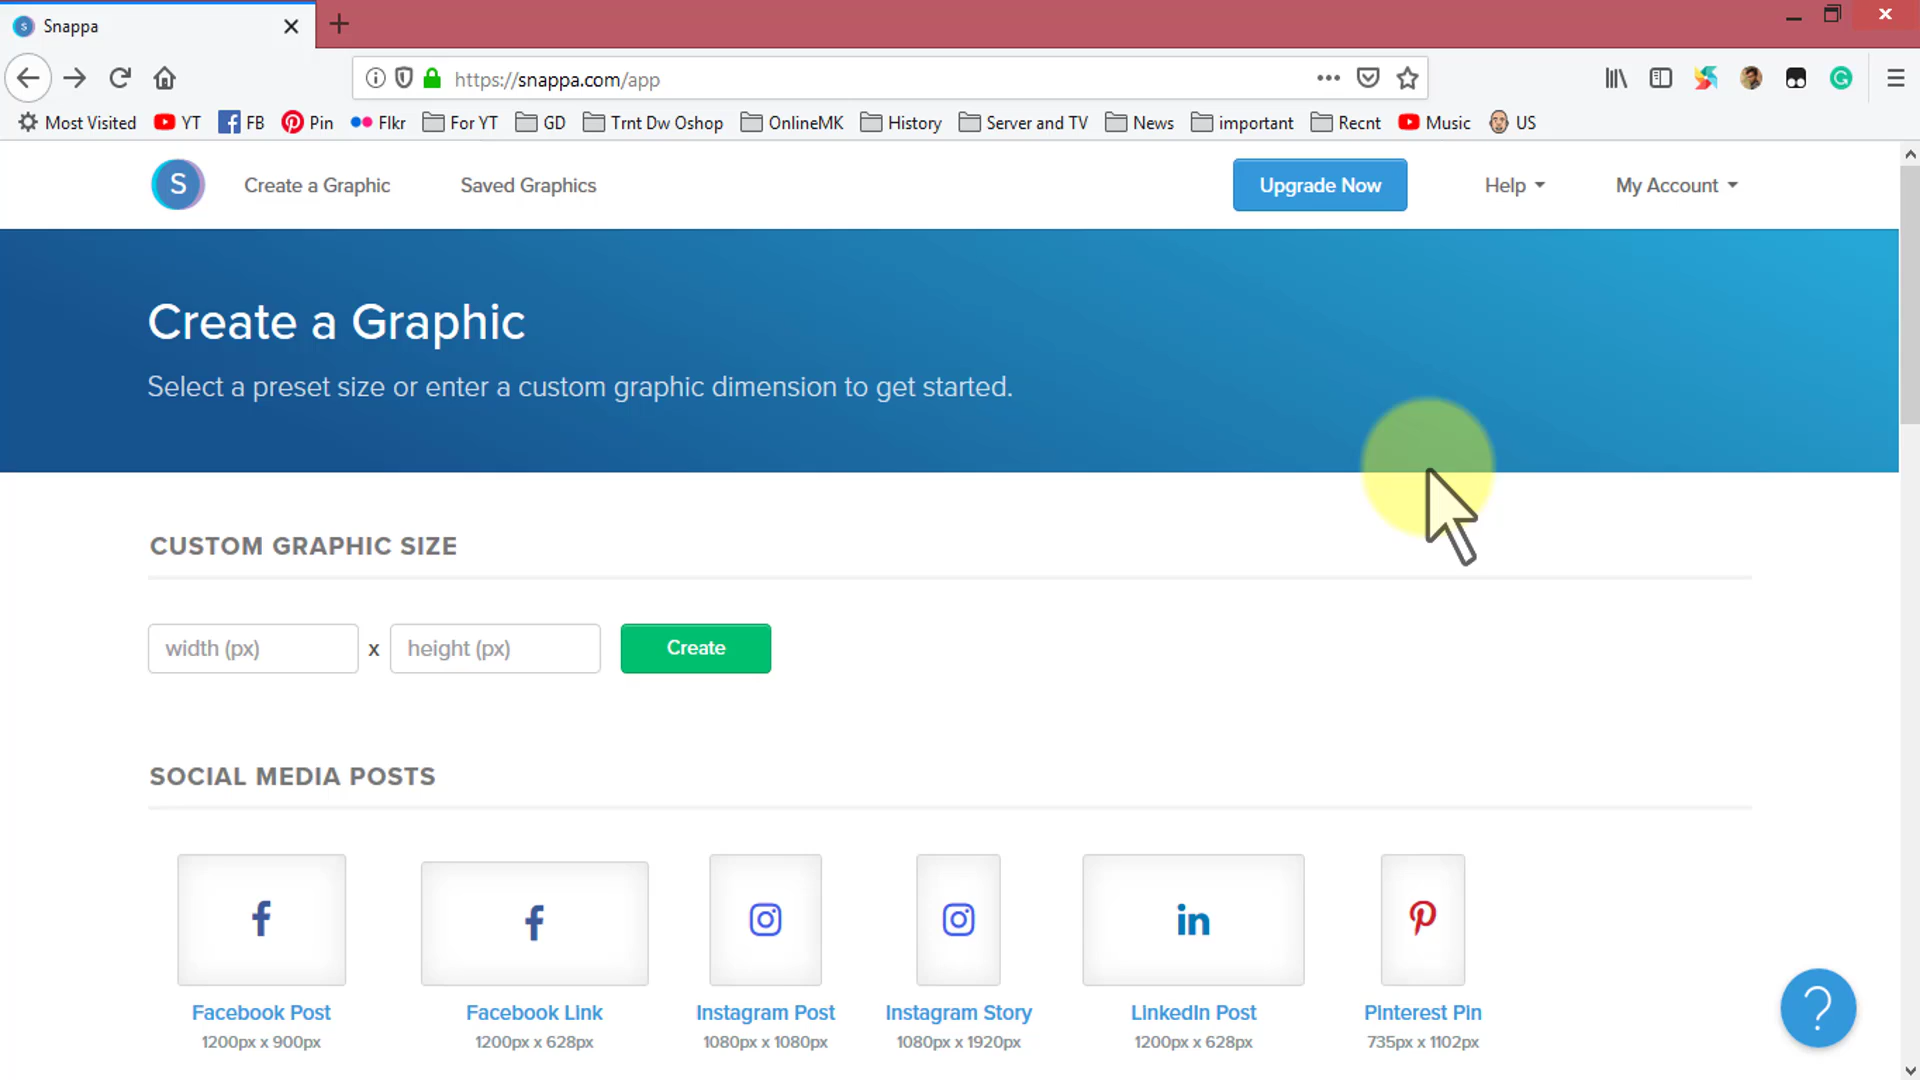 Snappa
https://snappa.com/app
Most Visited YT FB Pin Flkr For YT GD Trnt Dw Oshop OnlineMK History Server and TV News important Recnt Music US
S Create a Graphic Saved Graphics Upgrade Now Help My Account
Create a Graphic
Select a preset size or enter a custom graphic dimension to get started.
CUSTOM GRAPHIC SIZE
width (px) x height (px) Create
SOCIAL MEDIA POSTS
Facebook Post Facebook Link Instagram Post Instagram Story LinkedIn Post Pinterest Pin
1200px x 900px 1200px x 628px 1080px x 1080px 1080px x 1920px 1200px x 628px 735px x 1102px